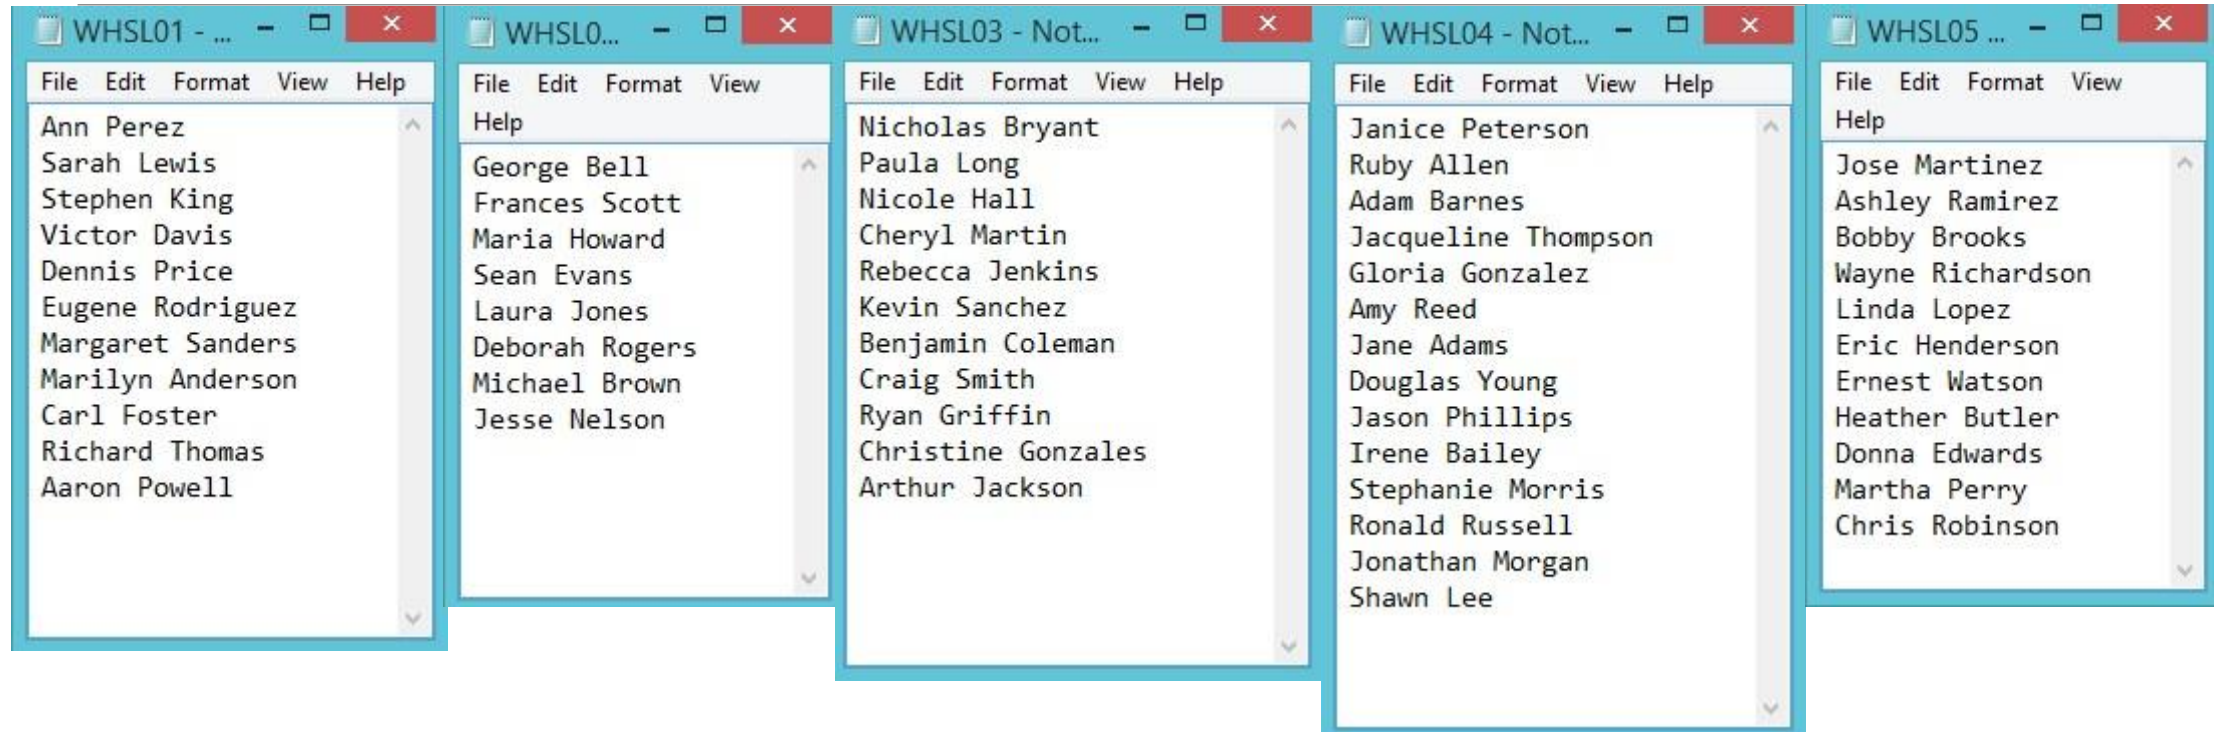 WHSL01 - ...
File Edit Format View Help
Ann Perez
Sarah Lewis
Stephen King
Victor Davis
Dennis Price
Eugene Rodriguez
Margaret Sanders
Marilyn Anderson
Carl Foster
Richard Thomas
Aaron Powell
WHSL0...
File Edit Format View
Help
George Bell
Frances Scott
Maria Howard
Sean Evans
Laura Jones
Deborah Rogers
Michael Brown
Jesse Nelson
WHSL03 - Not...
File Edit Format View Help
Nicholas Bryant
Paula Long
Nicole Hall
Cheryl Martin
Rebecca Jenkins
Kevin Sanchez
Benjamin Coleman
Craig Smith
Ryan Griffin
Christine Gonzales
Arthur Jackson
WHSL04 - Not...
File Edit Format View Help
Janice Peterson
Ruby Allen
Adam Barnes
Jacqueline Thompson
Gloria Gonzalez
Amy Reed
Jane Adams
Douglas Young
Jason Phillips
Irene Bailey
Stephanie Morris
Ronald Russell
Jonathan Morgan
Shawn Lee
WHSL05 ...
File Edit Format View
Help
Jose Martinez
Ashley Ramirez
Bobby Brooks
Wayne Richardson
Linda Lopez
Eric Henderson
Ernest Watson
Heather Butler
Donna Edwards
Martha Perry
Chris Robinson